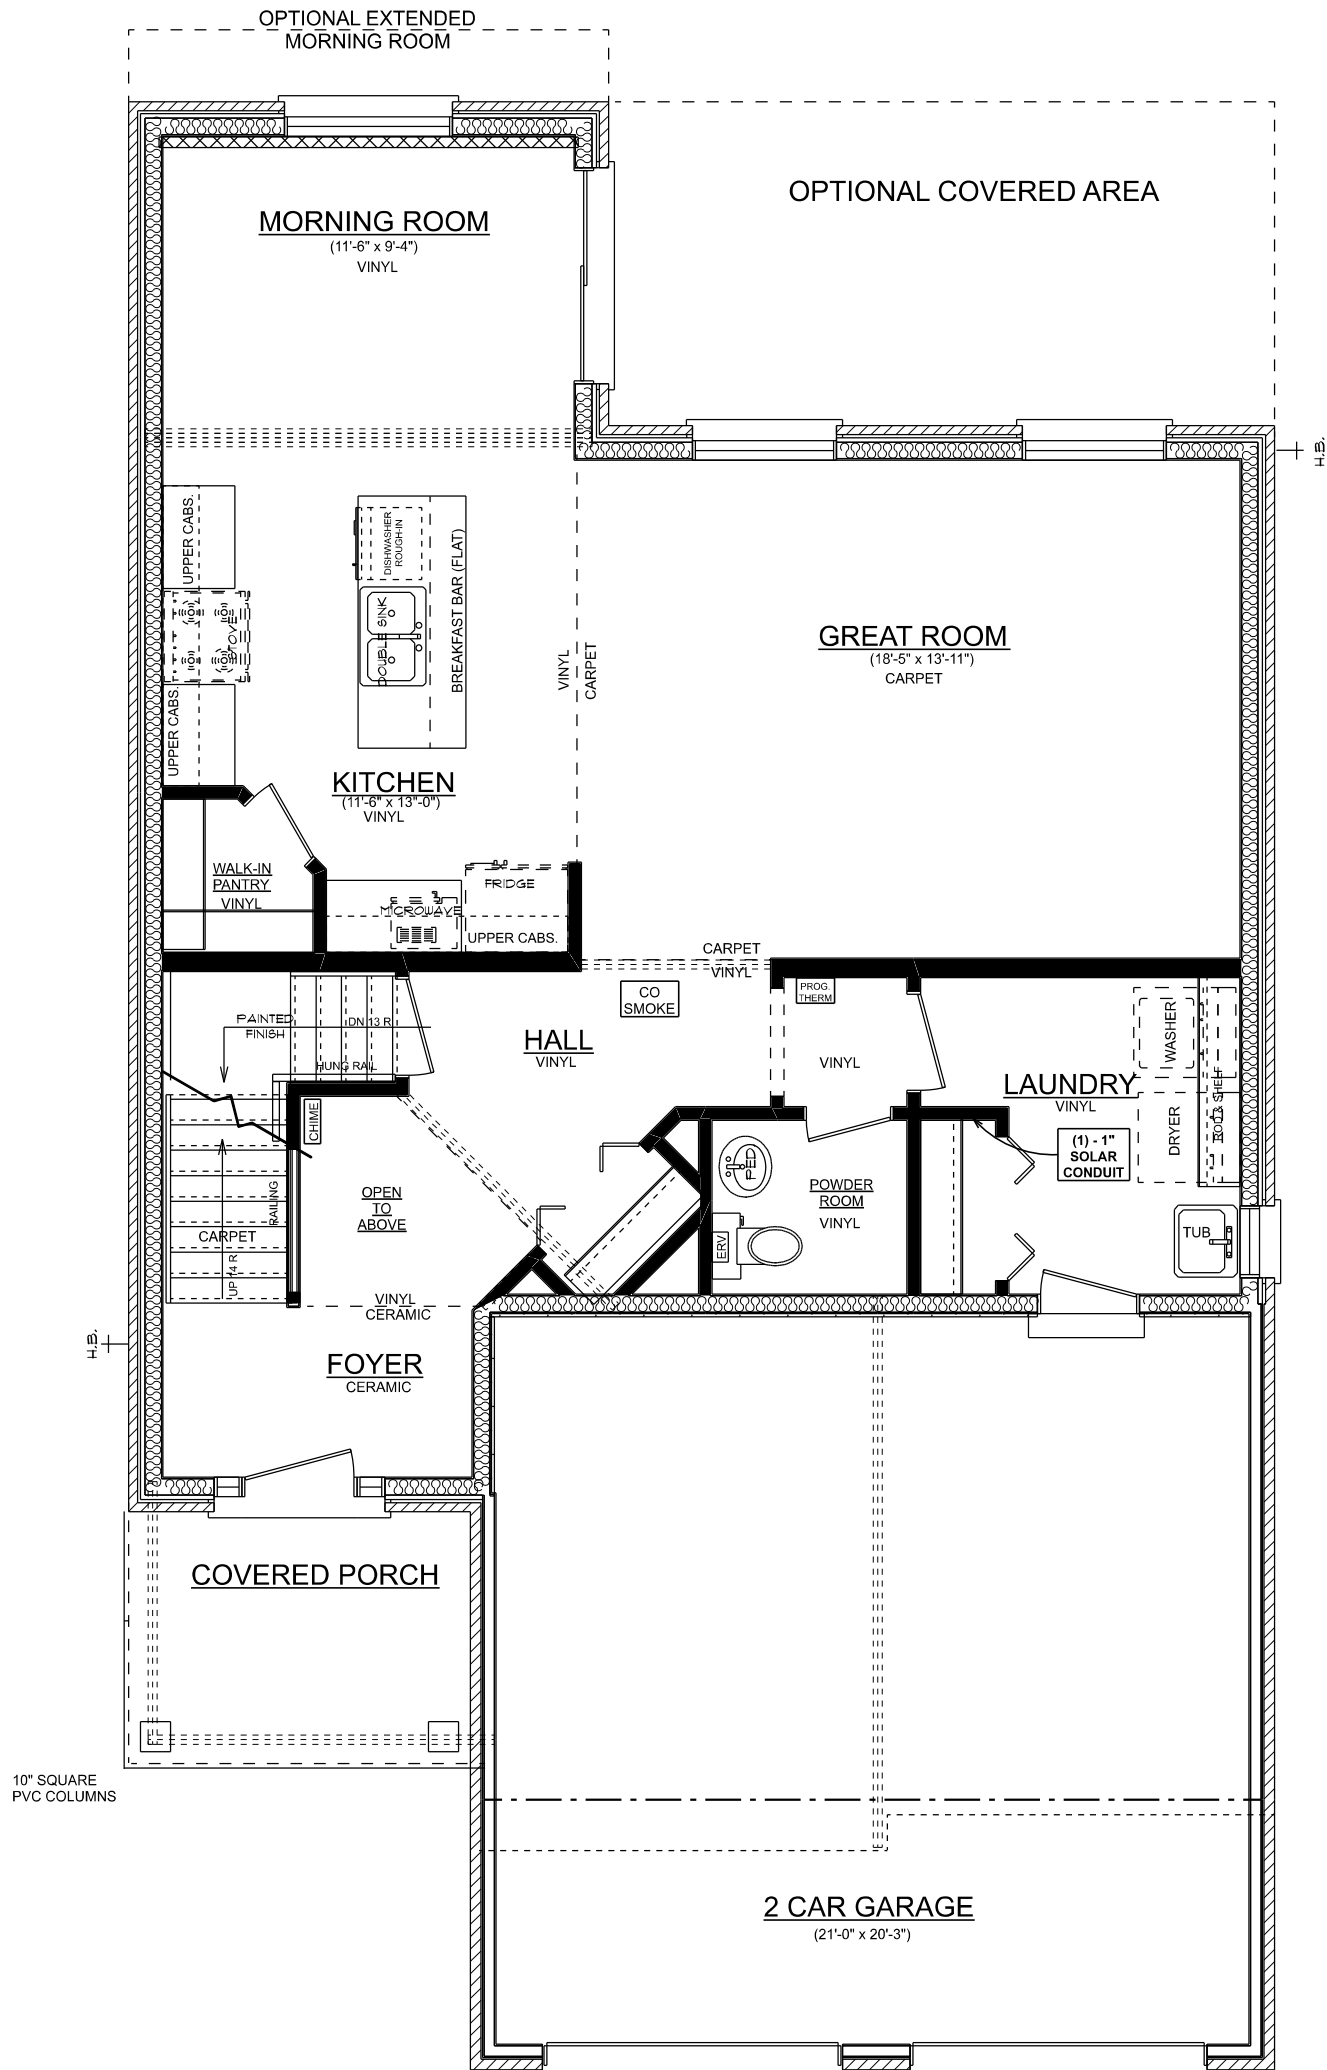 OPTIONAL EXTENDED
MORNING ROOM
OPTIONAL COVERED AREA
MORNING ROOM
(11'-6" x 9'-4")
VINYL
H.B.
UPPER CABS.
DISHWASHER
ROUGH-IN
BREAKFAST BAR (FLAT)
DOUBLE SINK
STOVE
UPPER CABS.
VINYL
CARPET
GREAT ROOM
(18'-5" x 13'-11")
CARPET
KITCHEN
(11'-6" x 13"-0")
VINYL
WALK-IN
PANTRY
VINYL
FRIDGE
MICROWAVE
UPPER CABS.
CARPET
VINYL
CO
SMOKE
PROG.
THERM
PAINTED
FINISH
DN 13 R
HUNG RAIL
HALL
VINYL
VINYL
WASHER
LAUNDRY
VINYL
ROD & SHELF
DRYER
CHIME
(1) - 1"
SOLAR
CONDUIT
PED
POWDER
ROOM
VINYL
ERV
TUB
OPEN
TO
ABOVE
RAILING
CARPET
UP 14 R
VINYL
CERAMIC
H.B.
FOYER
CERAMIC
COVERED PORCH
10" SQUARE
PVC COLUMNS
2 CAR GARAGE
(21'-0" x 20'-3")